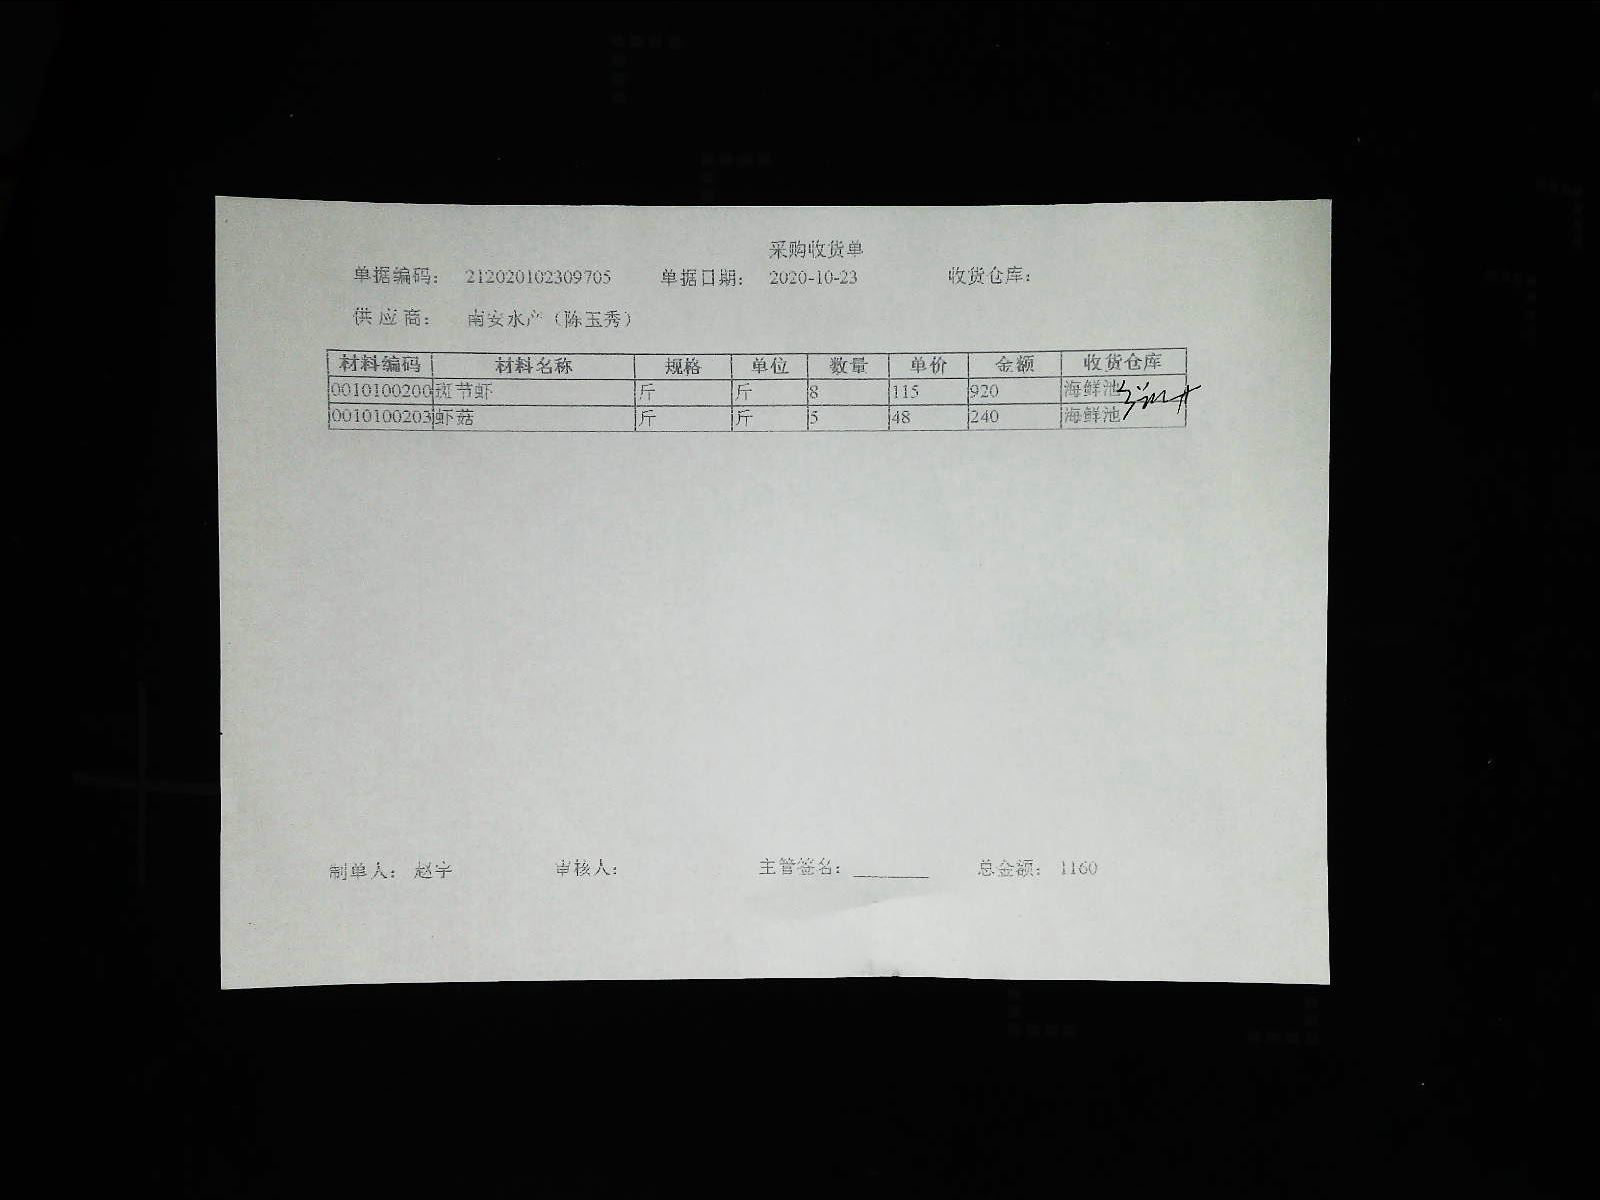 采购收货单
单据编码： 212020102309705 单据日期： 2020-10-23 收货仓库：
供应商： 南安水产（陈玉秀）
材料编码 材料名称 规格 单位 数量 单价 金额 收货仓库
0010100200 斑节虾 斤 斤 8 115 920 海鲜池
0010100203 虾菇 斤 斤 5 48 240 海鲜池
制单人： 赵宇 审核人： 主管签名： 总金额： 1160